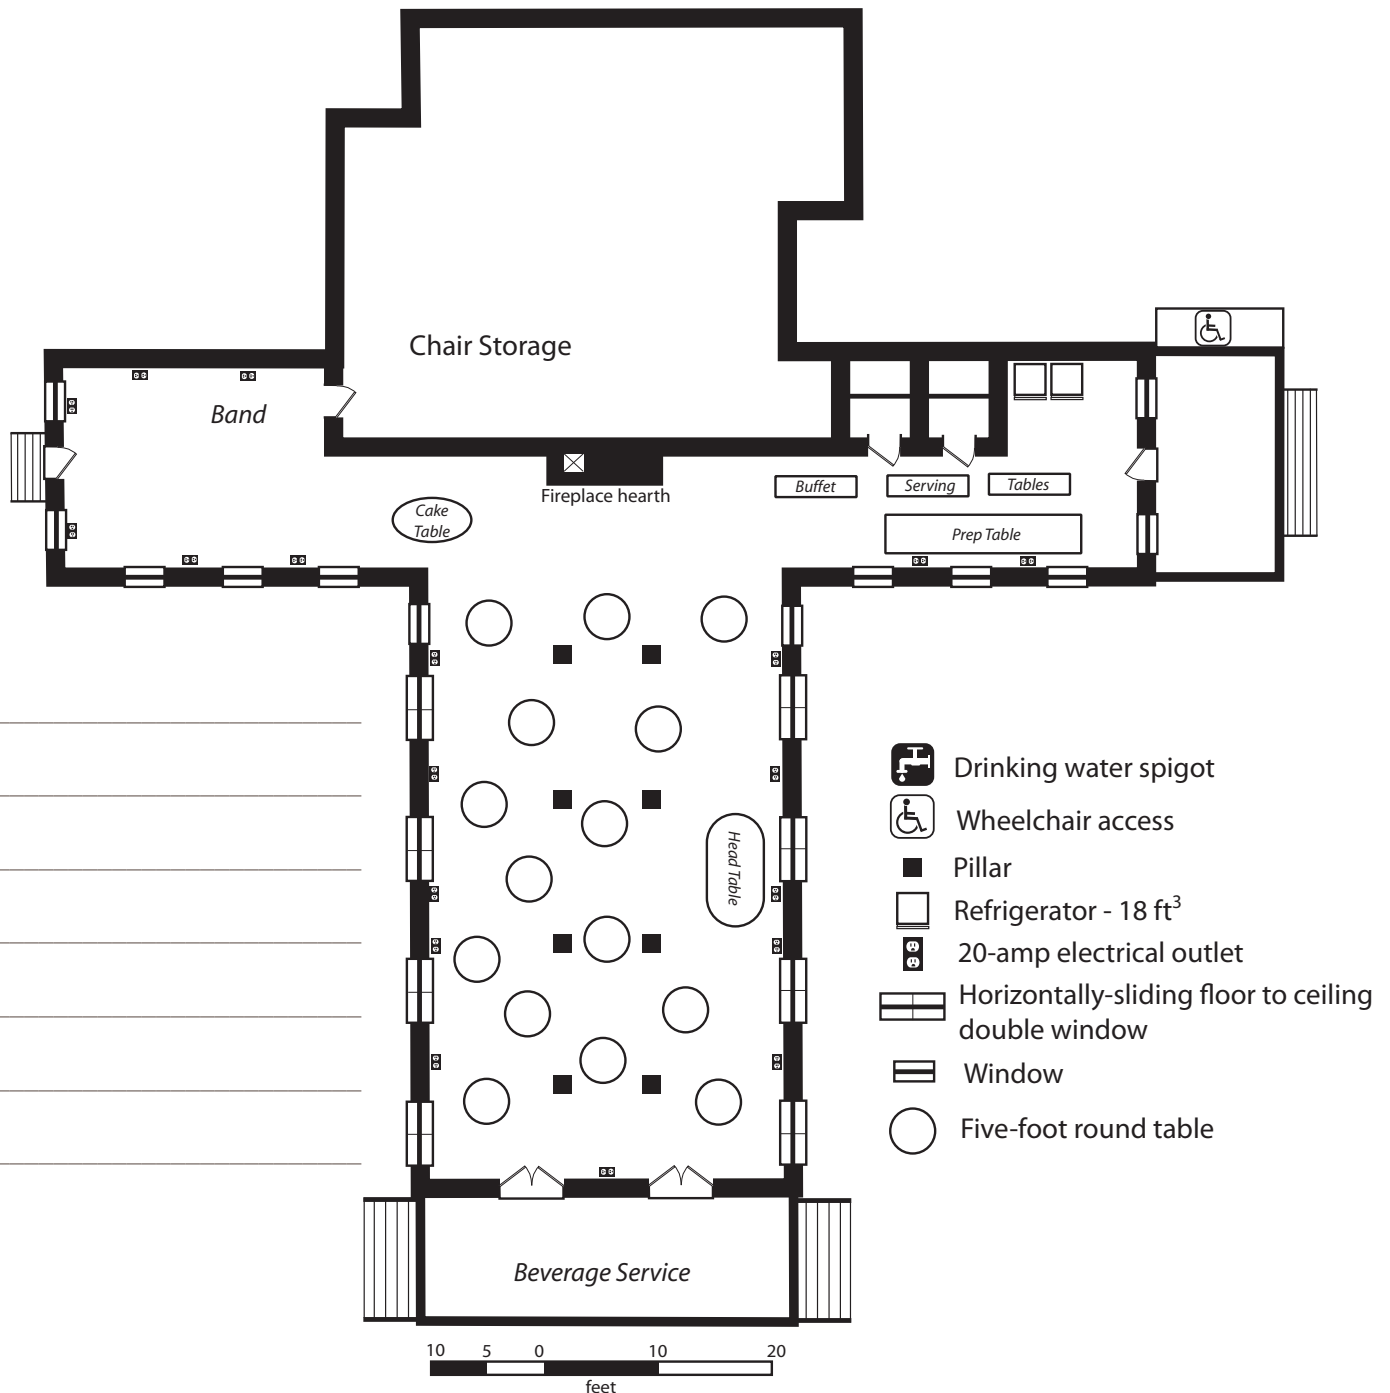 Chair Storage
Band
Fireplace hearth
Buffet
Serving
Tables
Cake
Table
Prep Table
Head Table
Drinking water spigot
Wheelchair access
Pillar
Refrigerator - 18 ft³
20-amp electrical outlet
Horizontally-sliding floor to ceiling
double window
Window
Five-foot round table
Beverage Service
10 5 0 10 20
feet